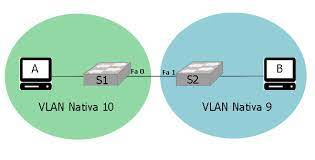 A
S1
Fa 0
Fa 1
S2
B
VLAN Nativa 10
VLAN Nativa 9